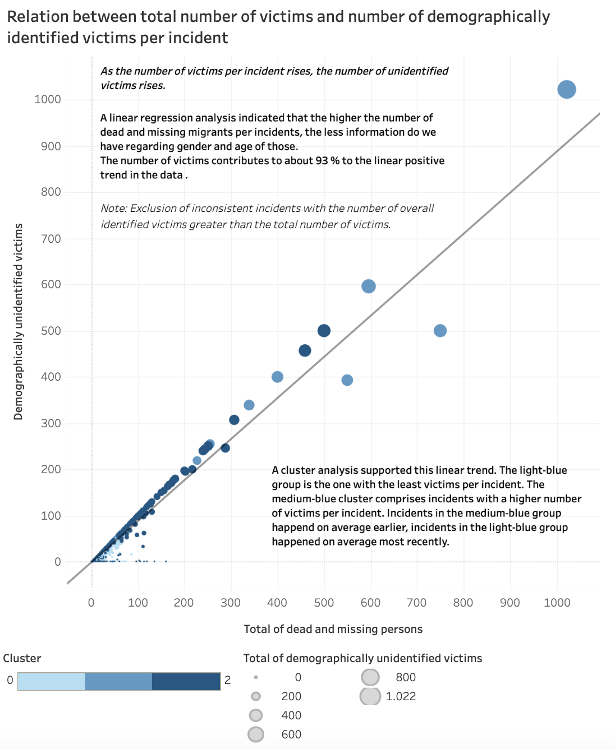 Relation between total number of victims and number of demographically
identified victims per incident
As the number of victims per incident rises, the number of unidentified
victims rises.
A linear regression analysis indicated that the higher the number of
dead and missing migrants per incidents, the less information do we
have regarding gender and age of those.
The number of victims contributes to about 93 % to the linear positive
trend in the data .
Note: Exclusion of inconsistent incidents with the number of overall
identified victims greater than the total number of victims.
Demographically unidentified victims
1000
900
800
700
600
500
400
300
200
100
0
A cluster analysis supported this linear trend. The light-blue
group is the one with the least victims per incident. The
medium-blue cluster comprises incidents with a higher number
of victims per incident. Incidents in the medium-blue group
happend on average earlier, incidents in the light-blue group
happened on average most recently.
0 100 200 300 400 500 600 700 800 900 1000
Total of dead and missing persons
Cluster
0 2
Total of demographically unidentified victims
0 800
200 1.022
400
600